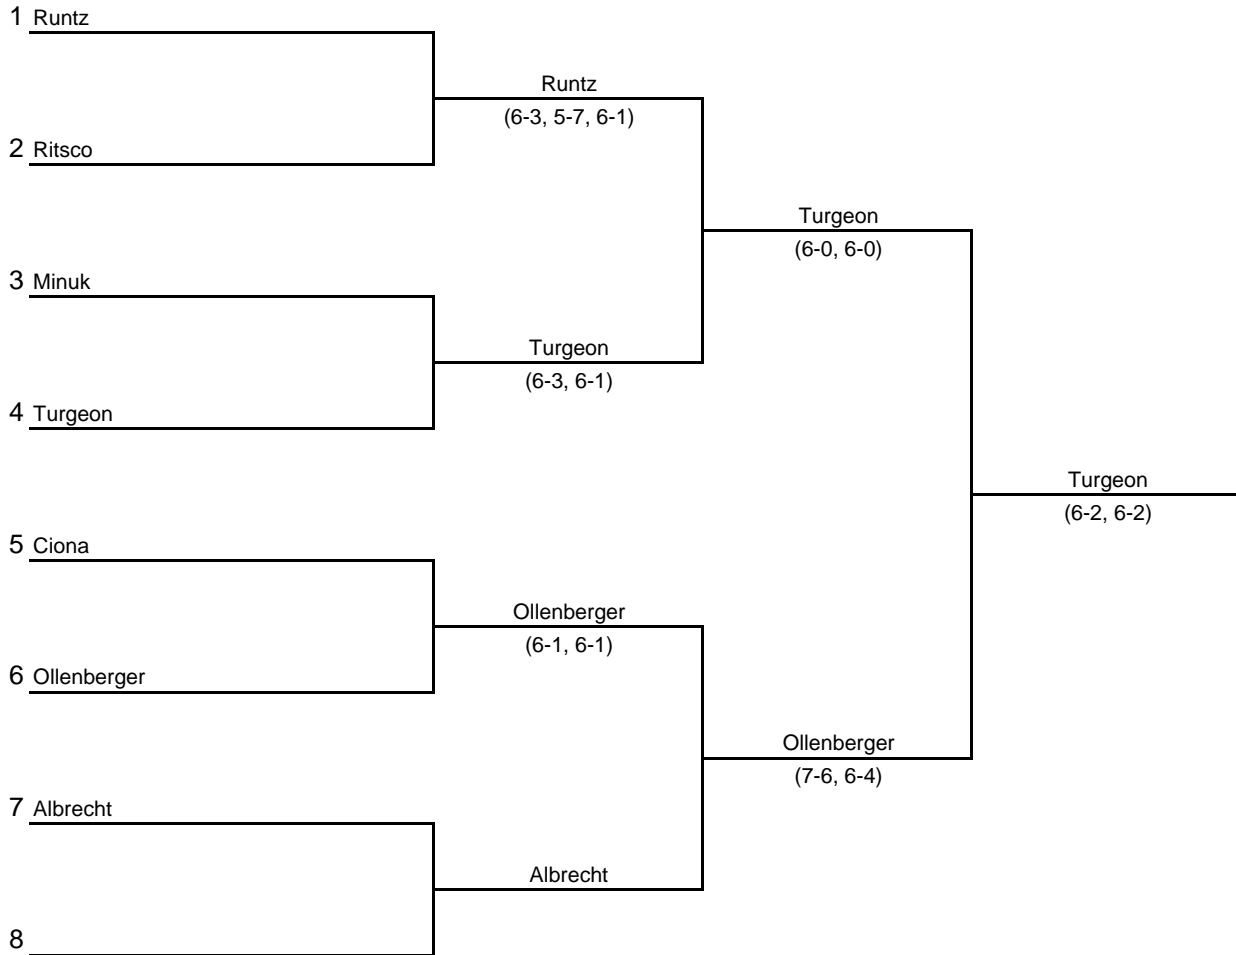 1 Runtz
Runtz
(6-3, 5-7, 6-1)
2 Ritsco
Turgeon
(6-0, 6-0)
3 Minuk
Turgeon
(6-3, 6-1)
4 Turgeon
Turgeon
(6-2, 6-2)
5 Ciona
Ollenberger
(6-1, 6-1)
6 Ollenberger
Ollenberger
(7-6, 6-4)
7 Albrecht
Albrecht
8